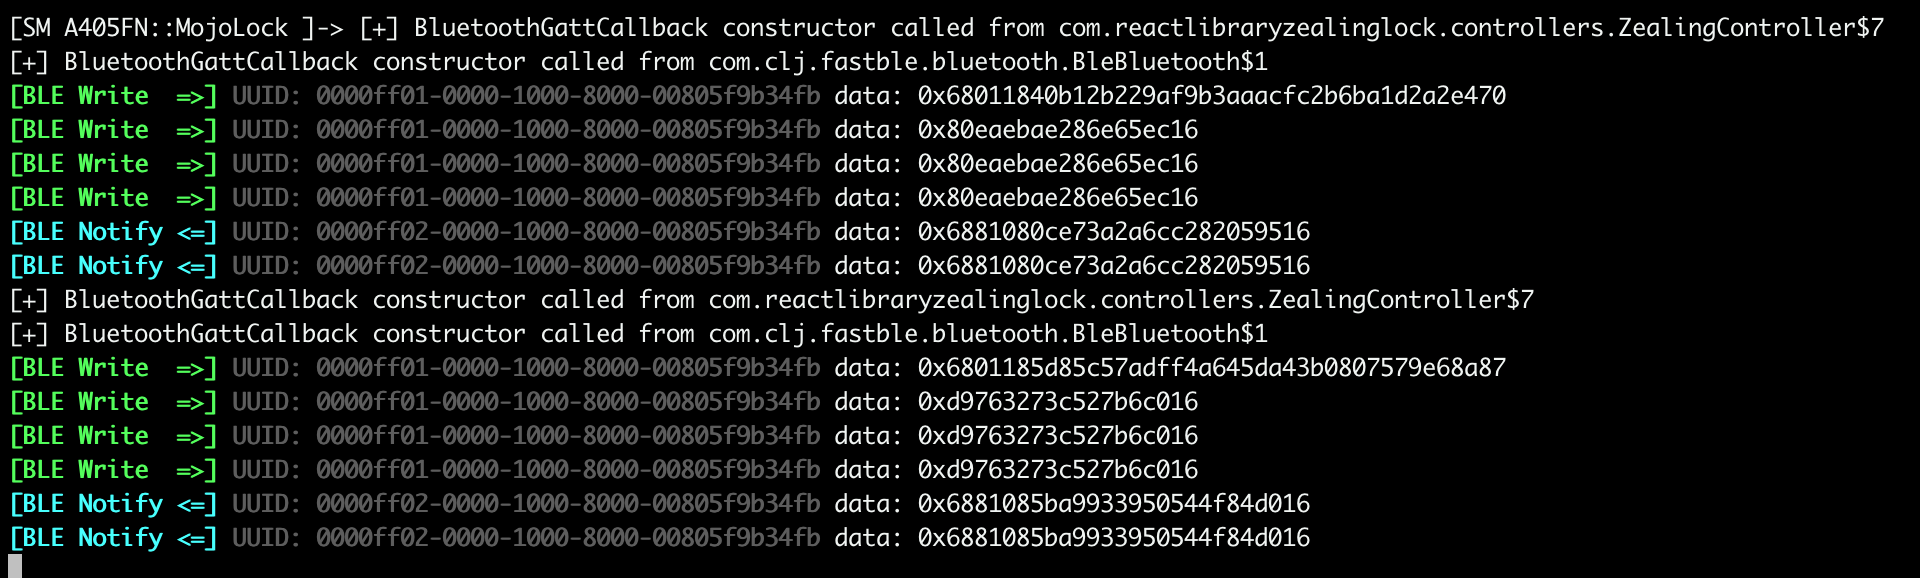 [SM A405FN::MojoLock ]-> [+] BluetoothGattCallback constructor called from com.reactlibraryzealinglock.controllers.ZealingController$7
[+] BluetoothGattCallback constructor called from com.clj.fastble.bluetooth.BleBluetooth$1
[BLE Write  =>] UUID: 0000ff01-0000-1000-8000-00805f9b34fb data: 0x68011840b12b229af9b3aaacfc2b6ba1d2a2e470
[BLE Write  =>] UUID: 0000ff01-0000-1000-8000-00805f9b34fb data: 0x80eaebae286e65ec16
[BLE Write  =>] UUID: 0000ff01-0000-1000-8000-00805f9b34fb data: 0x80eaebae286e65ec16
[BLE Write  =>] UUID: 0000ff01-0000-1000-8000-00805f9b34fb data: 0x80eaebae286e65ec16
[BLE Notify <=] UUID: 0000ff02-0000-1000-8000-00805f9b34fb data: 0x6881080ce73a2a6cc282059516
[BLE Notify <=] UUID: 0000ff02-0000-1000-8000-00805f9b34fb data: 0x6881080ce73a2a6cc282059516
[+] BluetoothGattCallback constructor called from com.reactlibraryzealinglock.controllers.ZealingController$7
[+] BluetoothGattCallback constructor called from com.clj.fastble.bluetooth.BleBluetooth$1
[BLE Write  =>] UUID: 0000ff01-0000-1000-8000-00805f9b34fb data: 0x6801185d85c57adff4a645da43b0807579e68a87
[BLE Write  =>] UUID: 0000ff01-0000-1000-8000-00805f9b34fb data: 0xd9763273c527b6c016
[BLE Write  =>] UUID: 0000ff01-0000-1000-8000-00805f9b34fb data: 0xd9763273c527b6c016
[BLE Write  =>] UUID: 0000ff01-0000-1000-8000-00805f9b34fb data: 0xd9763273c527b6c016
[BLE Notify <=] UUID: 0000ff02-0000-1000-8000-00805f9b34fb data: 0x6881085ba9933950544f84d016
[BLE Notify <=] UUID: 0000ff02-0000-1000-8000-00805f9b34fb data: 0x6881085ba9933950544f84d016